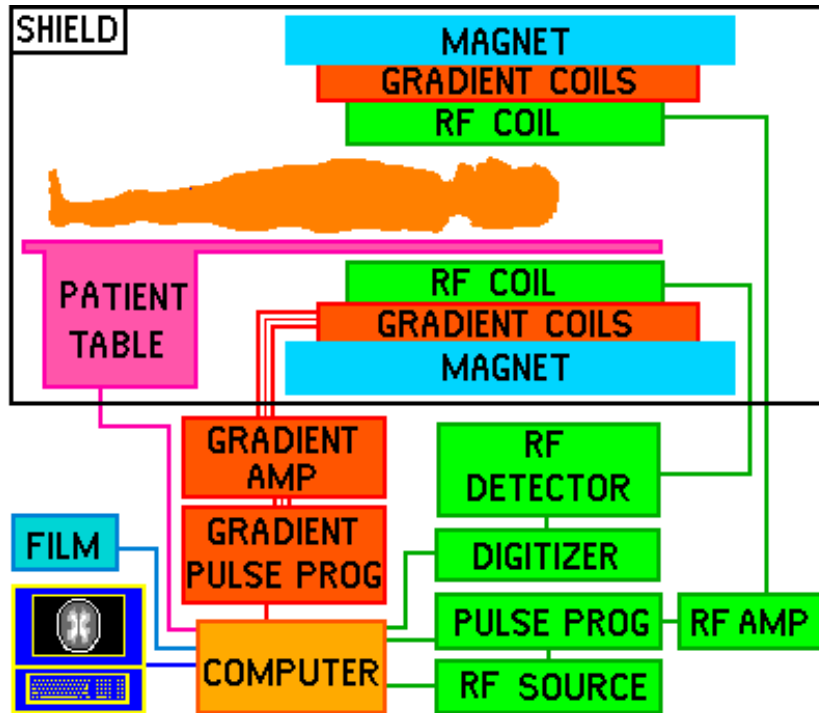 SHIELD
MAGNET
GRADIENT COILS
RF COIL
RF COIL
GRADIENT COILS
MAGNET
PATIENT
TABLE
GRADIENT
AMP
GRADIENT
PULSE PROG
RF
DETECTOR
DIGITIZER
FILM
PULSE PROG
RF AMP
COMPUTER
RF SOURCE